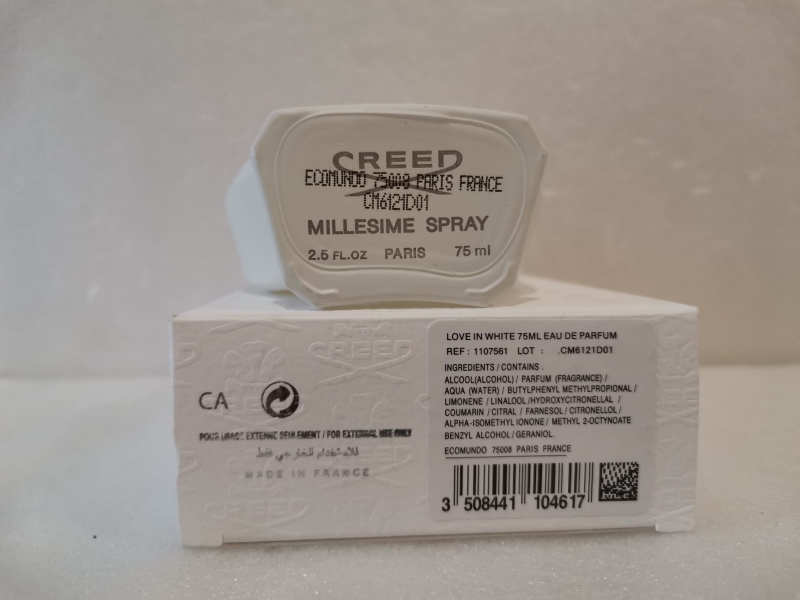 CREED
ECOMUNDO 75008 PARIS FRANCE
CM6121D01
MILLESIME SPRAY
2.5 FL.OZ PARIS 75 ml
CREED
CA
POUR USAGE EXTERNE SEULEMENT / FOR EXTERNAL USE ONLY
للاستخدام الخارجي فقط
MADE IN FRANCE
LOVE IN WHITE 75ML EAU DE PARFUM
REF : 1107561 LOT : .CM6121D01
INGREDIENTS / CONTAINS .
ALCOOL(ALCOHOL) / PARFUM (FRAGRANCE) /
AQUA (WATER) / BUTYLPHENYL METHYLPROPIONAL /
LIMONENE / LINALOOL /HYDROXYCITRONELLAL /
COUMARIN / CITRAL / FARNESOL / CITRONELLOL /
ALPHA-ISOMETHYL IONONE / METHYL 2-OCTYNOATE
BENZYL ALCOHOL / GERANIOL.
ECOMUNDO 75008 PARIS FRANCE
3 508441 104617